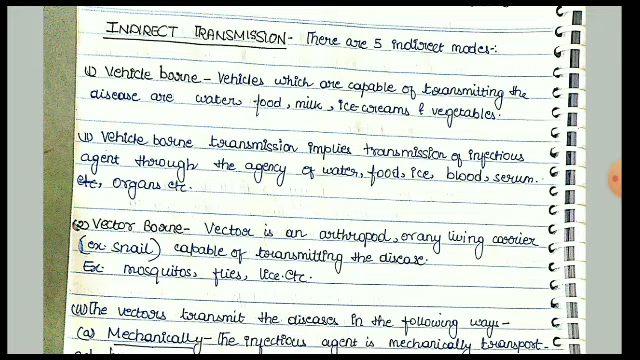 INDIRECT TRANSMISSION- There are 5 indirect modes-:
(1) Vehicle borne - Vehicles which are capable of transmitting the
disease are water, food, milk, ice-creams & vegetables.
(ii) Vehicle borne transmission implies transmission of infectious
agent through the agency of water, food, ice, blood, serum.
etc, organs etc.
(2) Vector Borne- Vector is an arthropod, or any living carrier
(ex. snail) capable of transmitting the disease.
Ex: mosquitos, flies, lice etc.
(ii) The vectors transmit the diseases in the following ways-
(a) Mechanically- The infectious agent is mechanically transport-